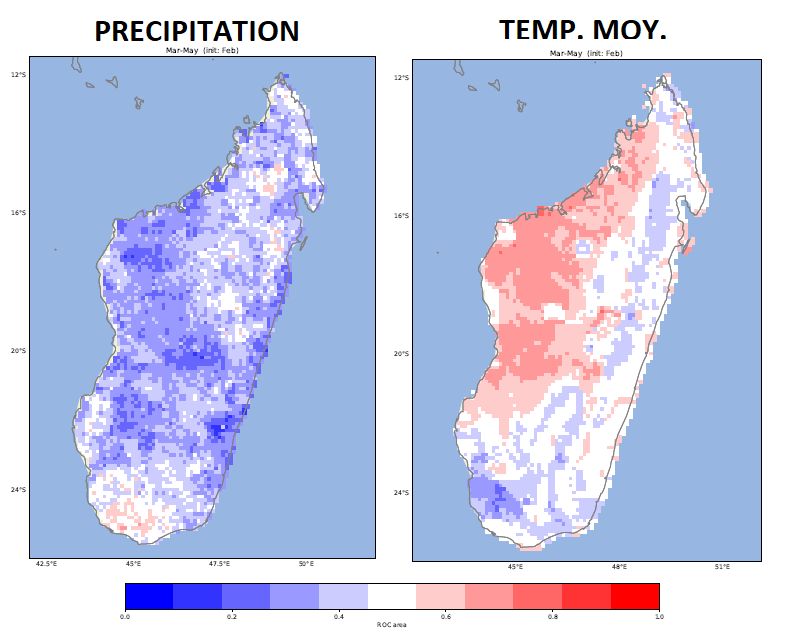 PRECIPITATION
TEMP. MOY.
Mar-May (init: Feb)
Mar-May (init: Feb)
12°S
16°S
20°S
24°S
42.5°E
45°E
47.5°E
50°E
12°S
16°S
20°S
24°S
45°E
48°E
51°E
0.0
0.2
0.4
0.6
0.8
1.0
ROC area